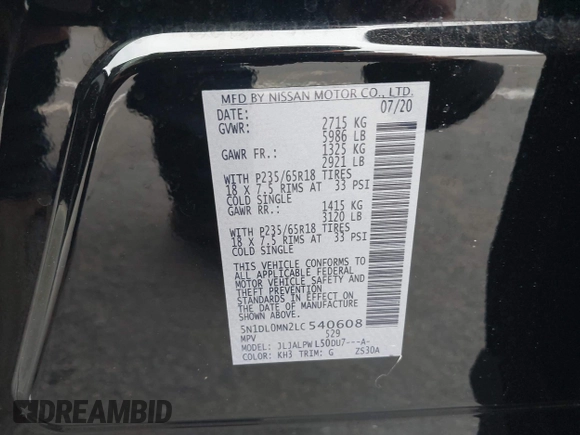 MFD BY NISSAN MOTOR CO., LTD.
DATE: 07/20
GVWR: 2715 KG
5986 LB
GAWR FR.: 1325 KG
2921 LB
WITH P235/65R18 TIRES
18 X 7.5 RIMS AT 33 PSI
COLD SINGLE
GAWR RR.: 1415 KG
3120 LB
WITH P235/65R18 TIRES
18 X 7.5 RIMS AT 33 PSI
COLD SINGLE
THIS VEHICLE CONFORMS TO
ALL APPLICABLE FEDERAL
MOTOR VEHICLE SAFETY AND
THEFT PREVENTION
STANDARDS IN EFFECT ON
THE DATE OF MANUFACTURE
SHOWN ABOVE.
5N1DL0MN2LC 540608
MPV 529
MODEL: JLJALPWL50DU7---A-
COLOR: KH3 TRIM: G ZS30A
DREAMBID